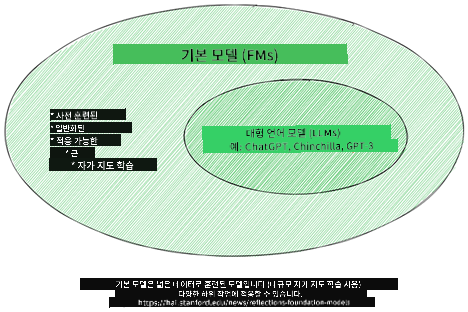 기본 모델 (FMs)
* 사전 훈련된
* 일반화된
* 적응 가능한
* 큰
* 자가 지도 학습
대형 언어 모델 (LLMs)
예: ChatGPT, Chinchilla, GPT 3
기본 모델은 넓은 데이터로 훈련된 모델입니다 (대규모 자가 지도 학습 사용)
다양한 하위 작업에 적응할 수 있습니다.
https://hai.stanford.edu/news/reflections-foundation-models